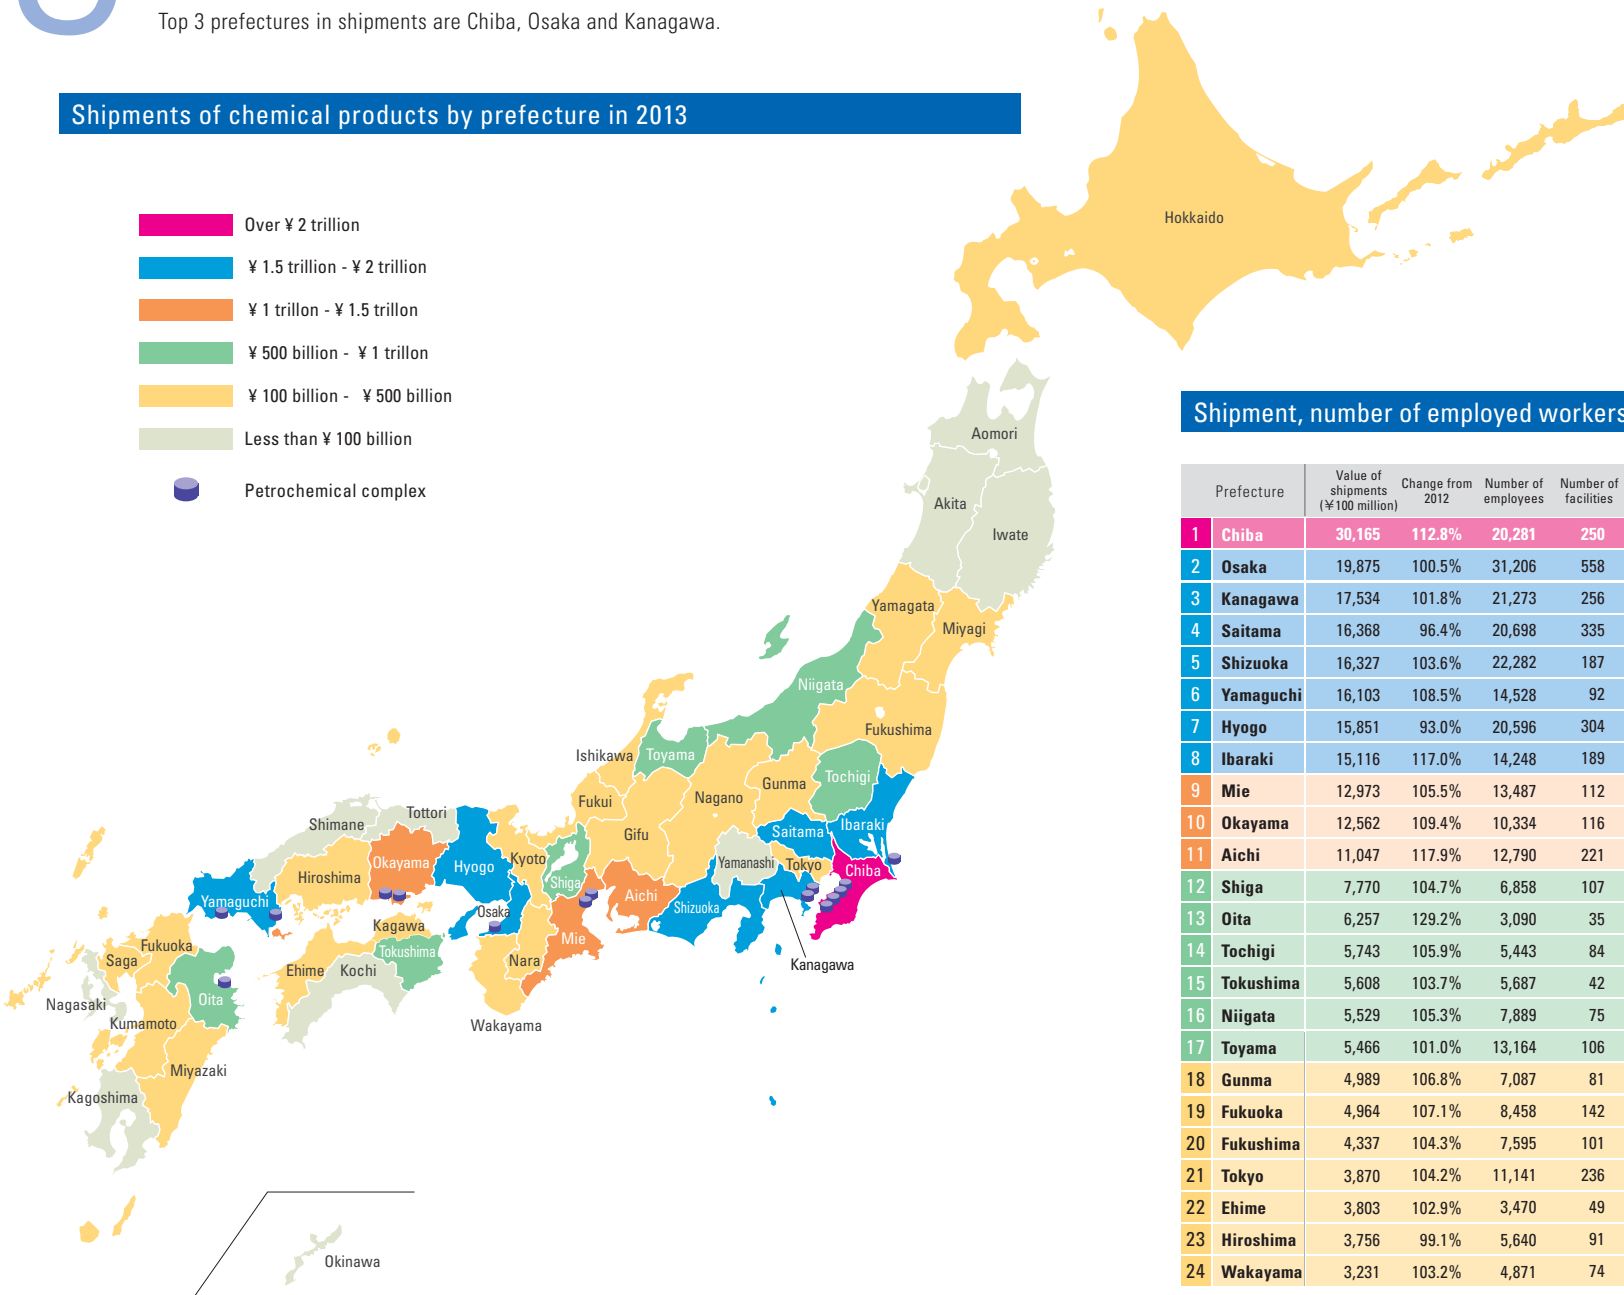 Top 3 prefectures in shipments are Chiba, Osaka and Kanagawa.
Shipments of chemical products by prefecture in 2013
Over ¥ 2 trillion
¥ 1.5 trillion - ¥ 2 trillion
¥ 1 trillon - ¥ 1.5 trillon
¥ 500 billion - ¥ 1 trillon
¥ 100 billion - ¥ 500 billion
Less than ¥ 100 billion
Petrochemical complex
Hokkaido
Aomori
Akita
Iwate
Yamagata
Miyagi
Niigata
Fukushima
Ishikawa
Toyama
Tochigi
Gunma
Nagano
Fukui
Gifu
Saitama
Ibaraki
Tottori
Shimane
Okayama
Hyogo
Kyoto
Yamanashi
Tokyo
Chiba
Hiroshima
Shiga
Aichi
Yamaguchi
Shizuoka
Osaka
Kagawa
Mie
Fukuoka
Tokushima
Saga
Nara
Kanagawa
Ehime
Kochi
Nagasaki
Oita
Kumamoto
Wakayama
Miyazaki
Kagoshima
Okinawa
Shipment, number of employed workers
Prefecture
Value of
shipments
(¥100 million)
Change from
2012
Number of
employees
Number of
facilities
1 Chiba 30,165 112.8% 20,281 250
2 Osaka 19,875 100.5% 31,206 558
3 Kanagawa 17,534 101.8% 21,273 256
4 Saitama 16,368 96.4% 20,698 335
5 Shizuoka 16,327 103.6% 22,282 187
6 Yamaguchi 16,103 108.5% 14,528 92
7 Hyogo 15,851 93.0% 20,596 304
8 Ibaraki 15,116 117.0% 14,248 189
9 Mie 12,973 105.5% 13,487 112
10 Okayama 12,562 109.4% 10,334 116
11 Aichi 11,047 117.9% 12,790 221
12 Shiga 7,770 104.7% 6,858 107
13 Oita 6,257 129.2% 3,090 35
14 Tochigi 5,743 105.9% 5,443 84
15 Tokushima 5,608 103.7% 5,687 42
16 Niigata 5,529 105.3% 7,889 75
17 Toyama 5,466 101.0% 13,164 106
18 Gunma 4,989 106.8% 7,087 81
19 Fukuoka 4,964 107.1% 8,458 142
20 Fukushima 4,337 104.3% 7,595 101
21 Tokyo 3,870 104.2% 11,141 236
22 Ehime 3,803 102.9% 3,470 49
23 Hiroshima 3,756 99.1% 5,640 91
24 Wakayama 3,231 103.2% 4,871 74